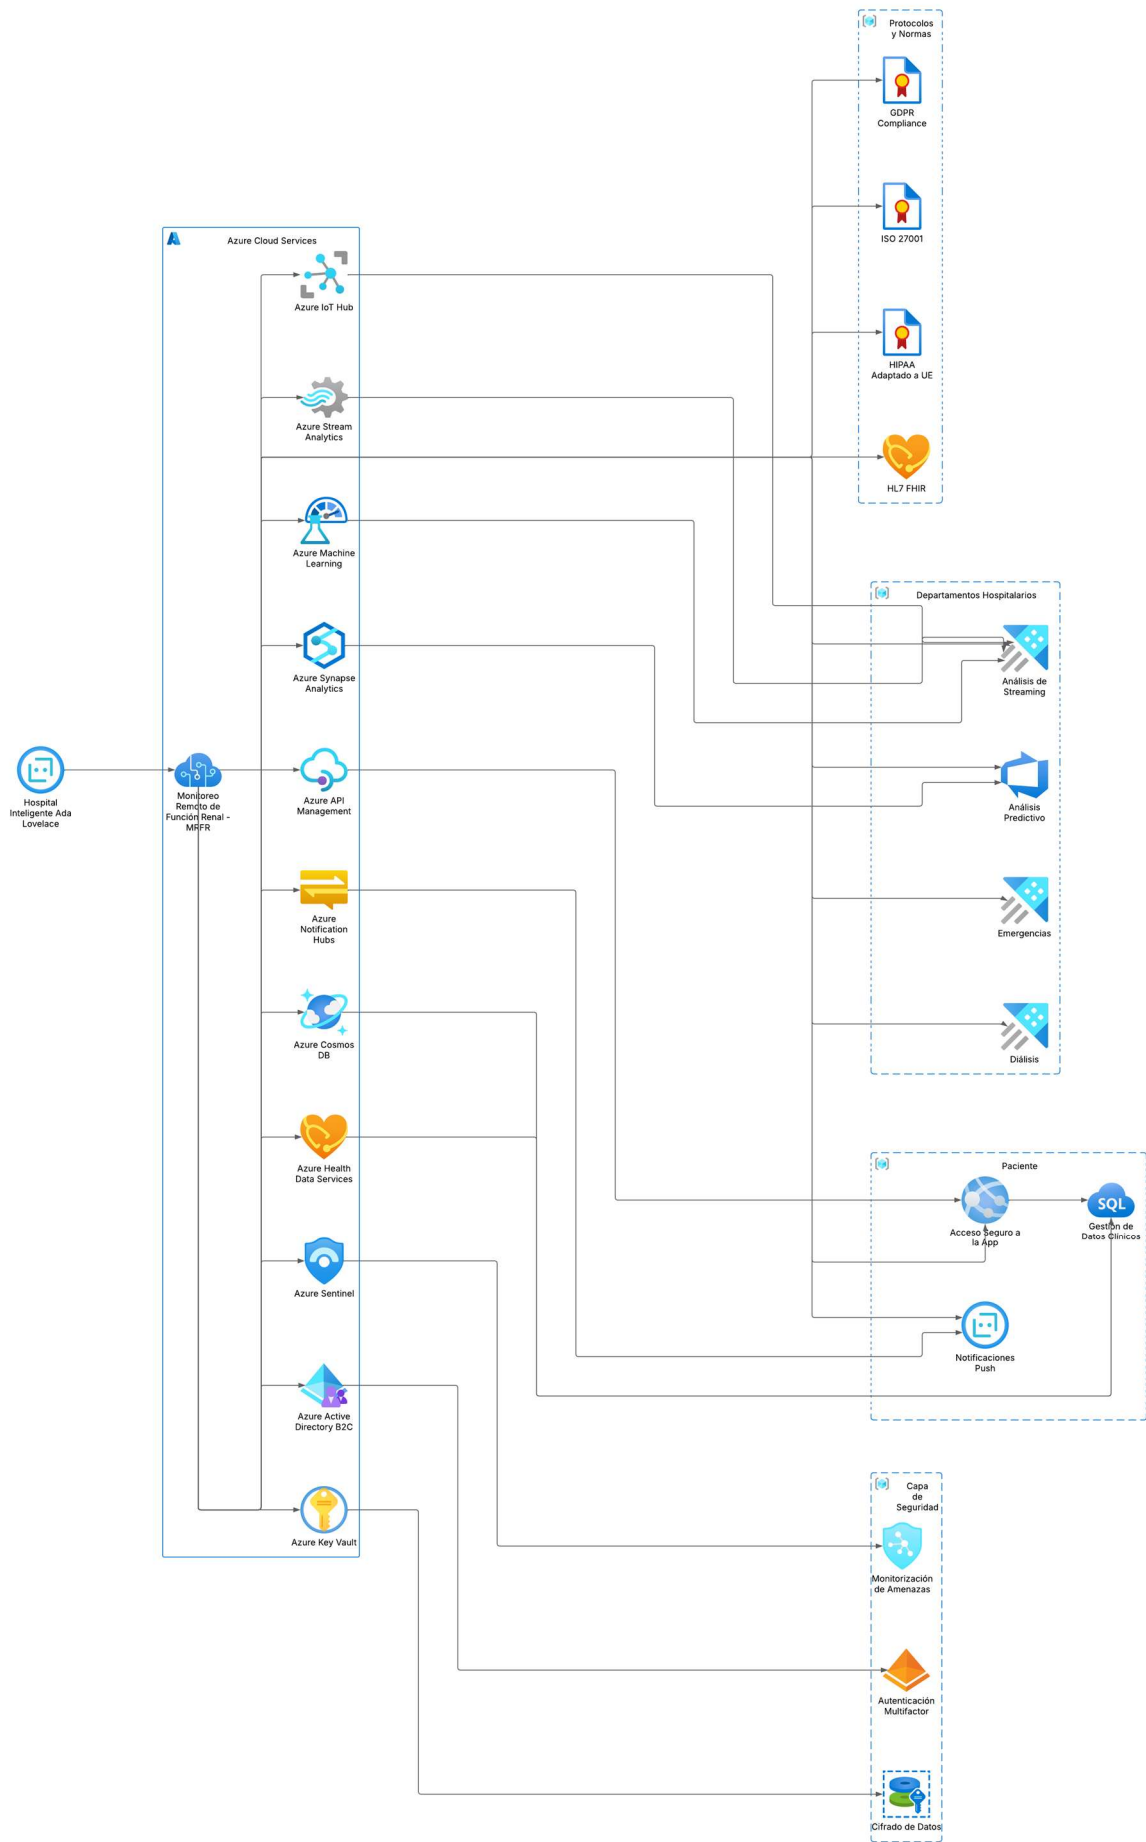 Protocolos
y Normas
GDPR
Compliance
ISO 27001
HIPAA
Adaptado a UE
HL7 FHIR
Azure Cloud Services
Azure IoT Hub
Azure Stream
Analytics
Azure Machine
Learning
Azure Synapse
Analytics
Azure API
Management
Azure
Notification
Hubs
Azure Cosmos
DB
Azure Health
Data Services
Azure Sentinel
Azure Active
Directory B2C
Azure Key Vault
Hospital
Inteligente Ada
Lovelace
Monitoreo
Remoto de
Función Renal -
MRFR
Departamentos Hospitalarios
Análisis de
Streaming
Análisis
Predictivo
Emergencias
Diálisis
Paciente
Acceso Seguro a
la App
SQL
Gestión de
Datos Clínicos
Notificaciones
Push
Capa
de
Seguridad
Monitorización
de Amenazas
Autenticación
Multifactor
Cifrado de Datos